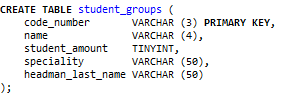 CREATE TABLE student_groups (
    code_number       VARCHAR (3) PRIMARY KEY,
    name              VARCHAR (4),
    student_amount    TINYINT,
    speciality        VARCHAR (50),
    headman_last_name VARCHAR (50)
);